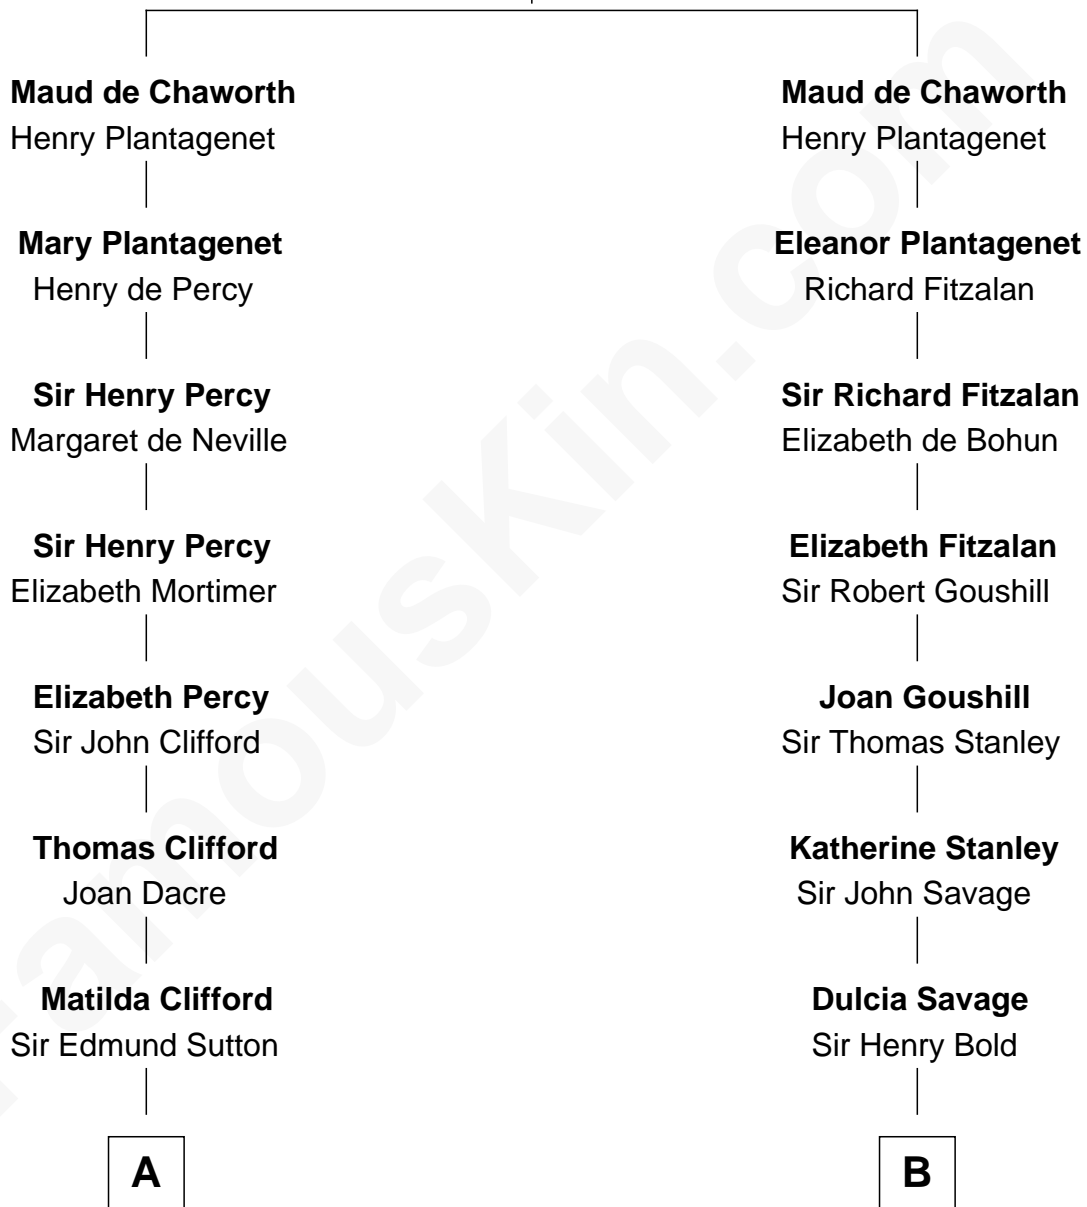 Maud de Chaworth
Henry Plantagenet
Mary Plantagenet
Henry de Percy
Sir Henry Percy
Margaret de Neville
Sir Henry Percy
Elizabeth Mortimer
Elizabeth Percy
Sir John Clifford
Thomas Clifford
Joan Dacre
Matilda Clifford
Sir Edmund Sutton
A
Maud de Chaworth
Henry Plantagenet
Eleanor Plantagenet
Richard Fitzalan
Sir Richard Fitzalan
Elizabeth de Bohun
Elizabeth Fitzalan
Sir Robert Goushill
Joan Goushill
Sir Thomas Stanley
Katherine Stanley
Sir John Savage
Dulcia Savage
Sir Henry Bold
B
FamousKin.com